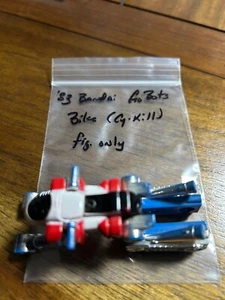 '83 Bandai GoBots
Bike (Cy-Kill)
fig. only